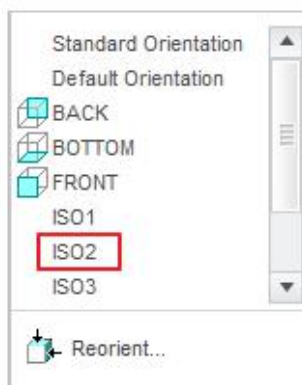 Standard Orientation
Default Orientation
BACK
BOTTOM
FRONT
ISO1
ISO2
ISO3
Reorient...